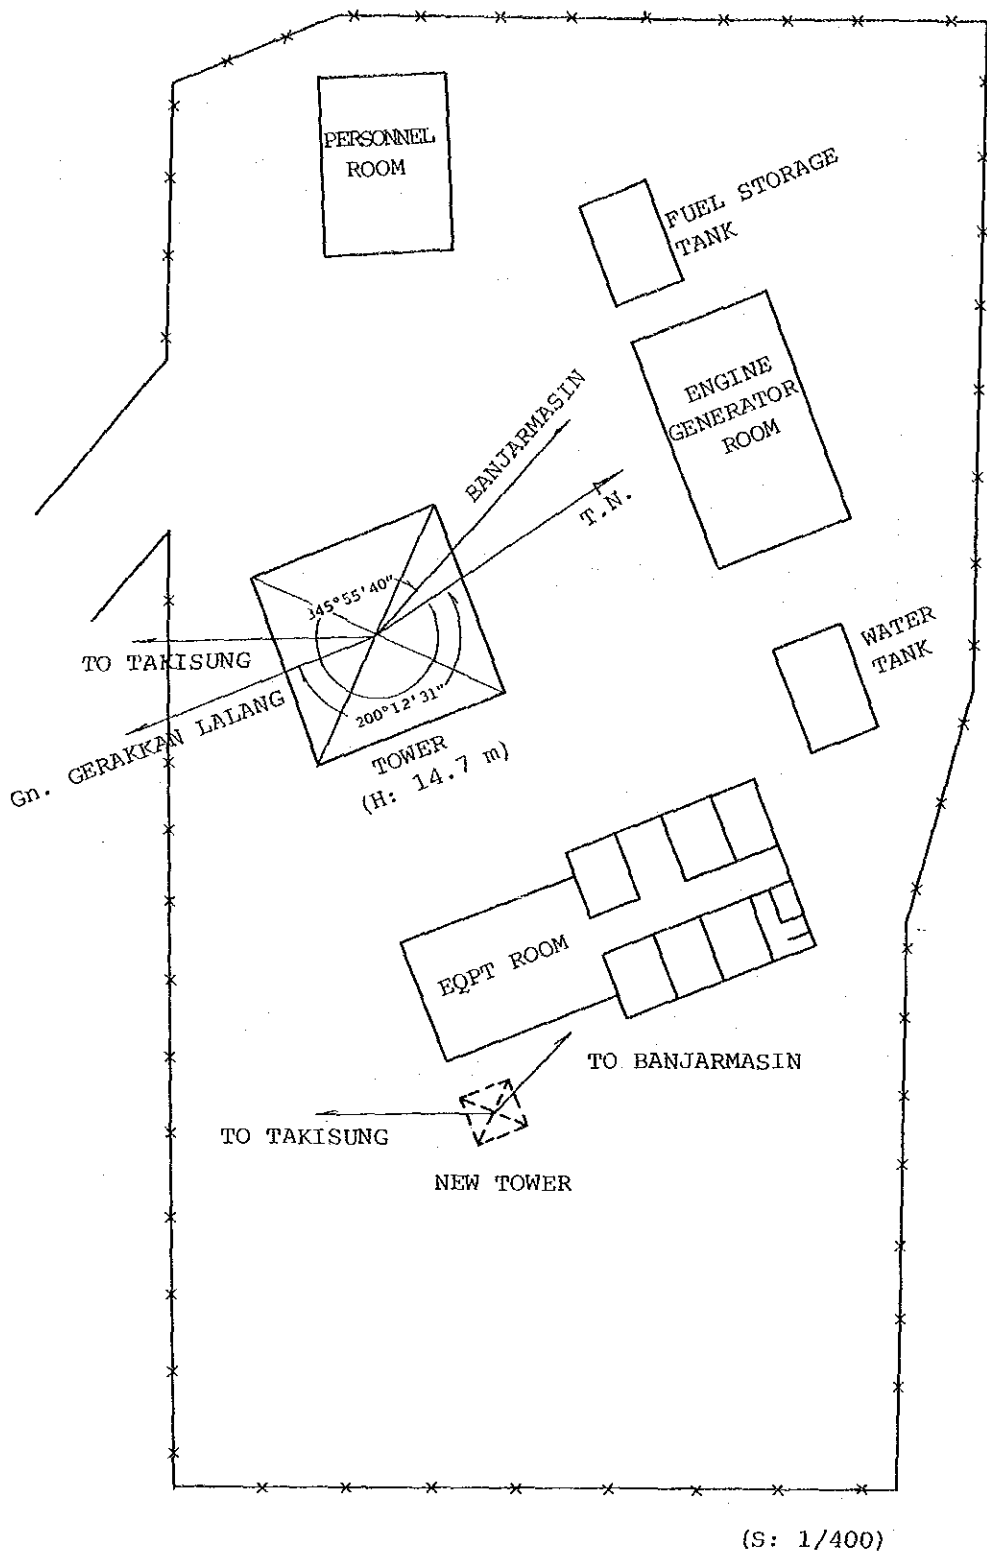 PERSONNEL
ROOM
FUEL STORAGE
TANK
ENGINE
GENERATOR
ROOM
BANJARMASIN
T.N.
345°55'40"
TO TAKISUNG
200°12'31"
Gn. GERAKKAN LALANG
TOWER
(H: 14.7 m)
WATER
TANK
EQPT ROOM
TO BANJARMASIN
TO TAKISUNG
NEW TOWER
(S: 1/400)